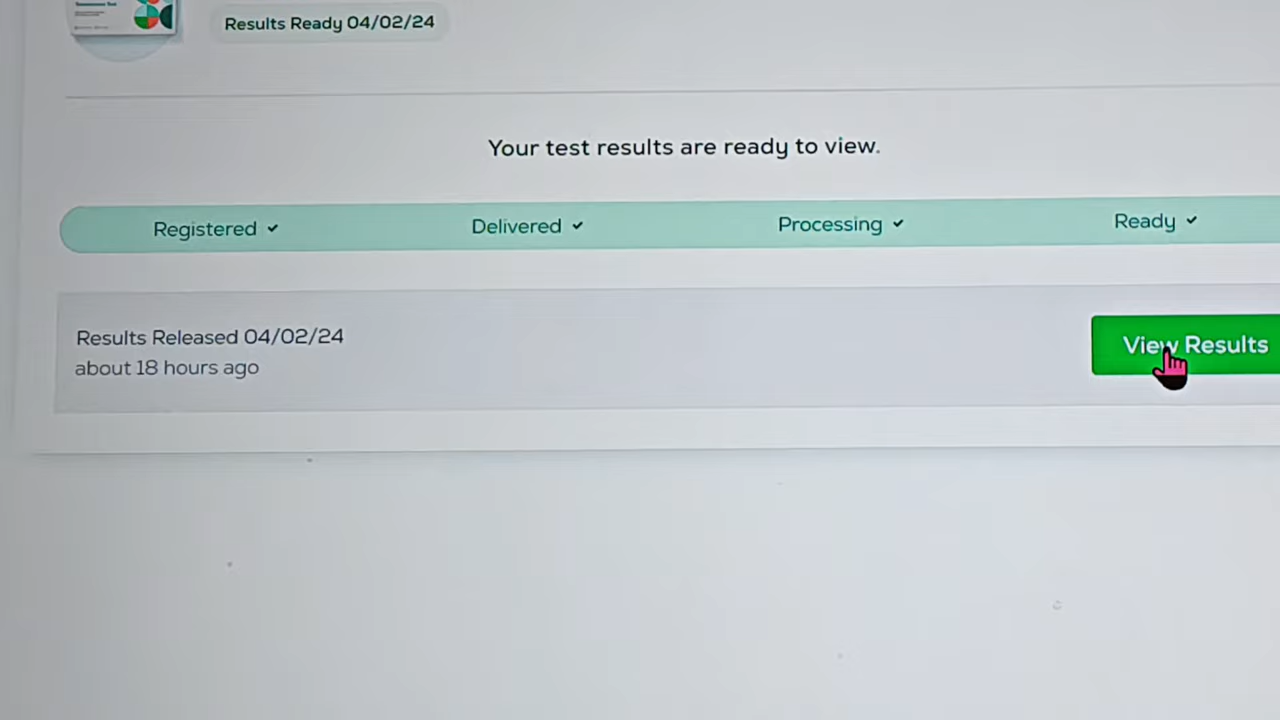 Results Ready 04/02/24
Your test results are ready to view.
Registered ✔
Delivered ✔
Processing ✔
Ready ✔
Results Released 04/02/24
about 18 hours ago
View Results